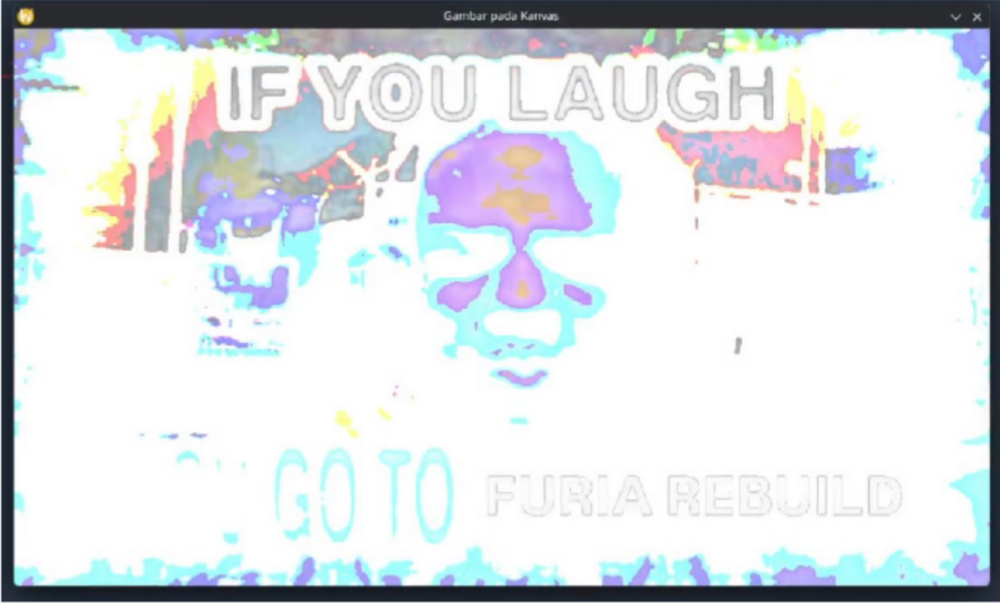 Gambar pada Kanvas
IF YOU LAUGH
GO TO FURIA REBUILD